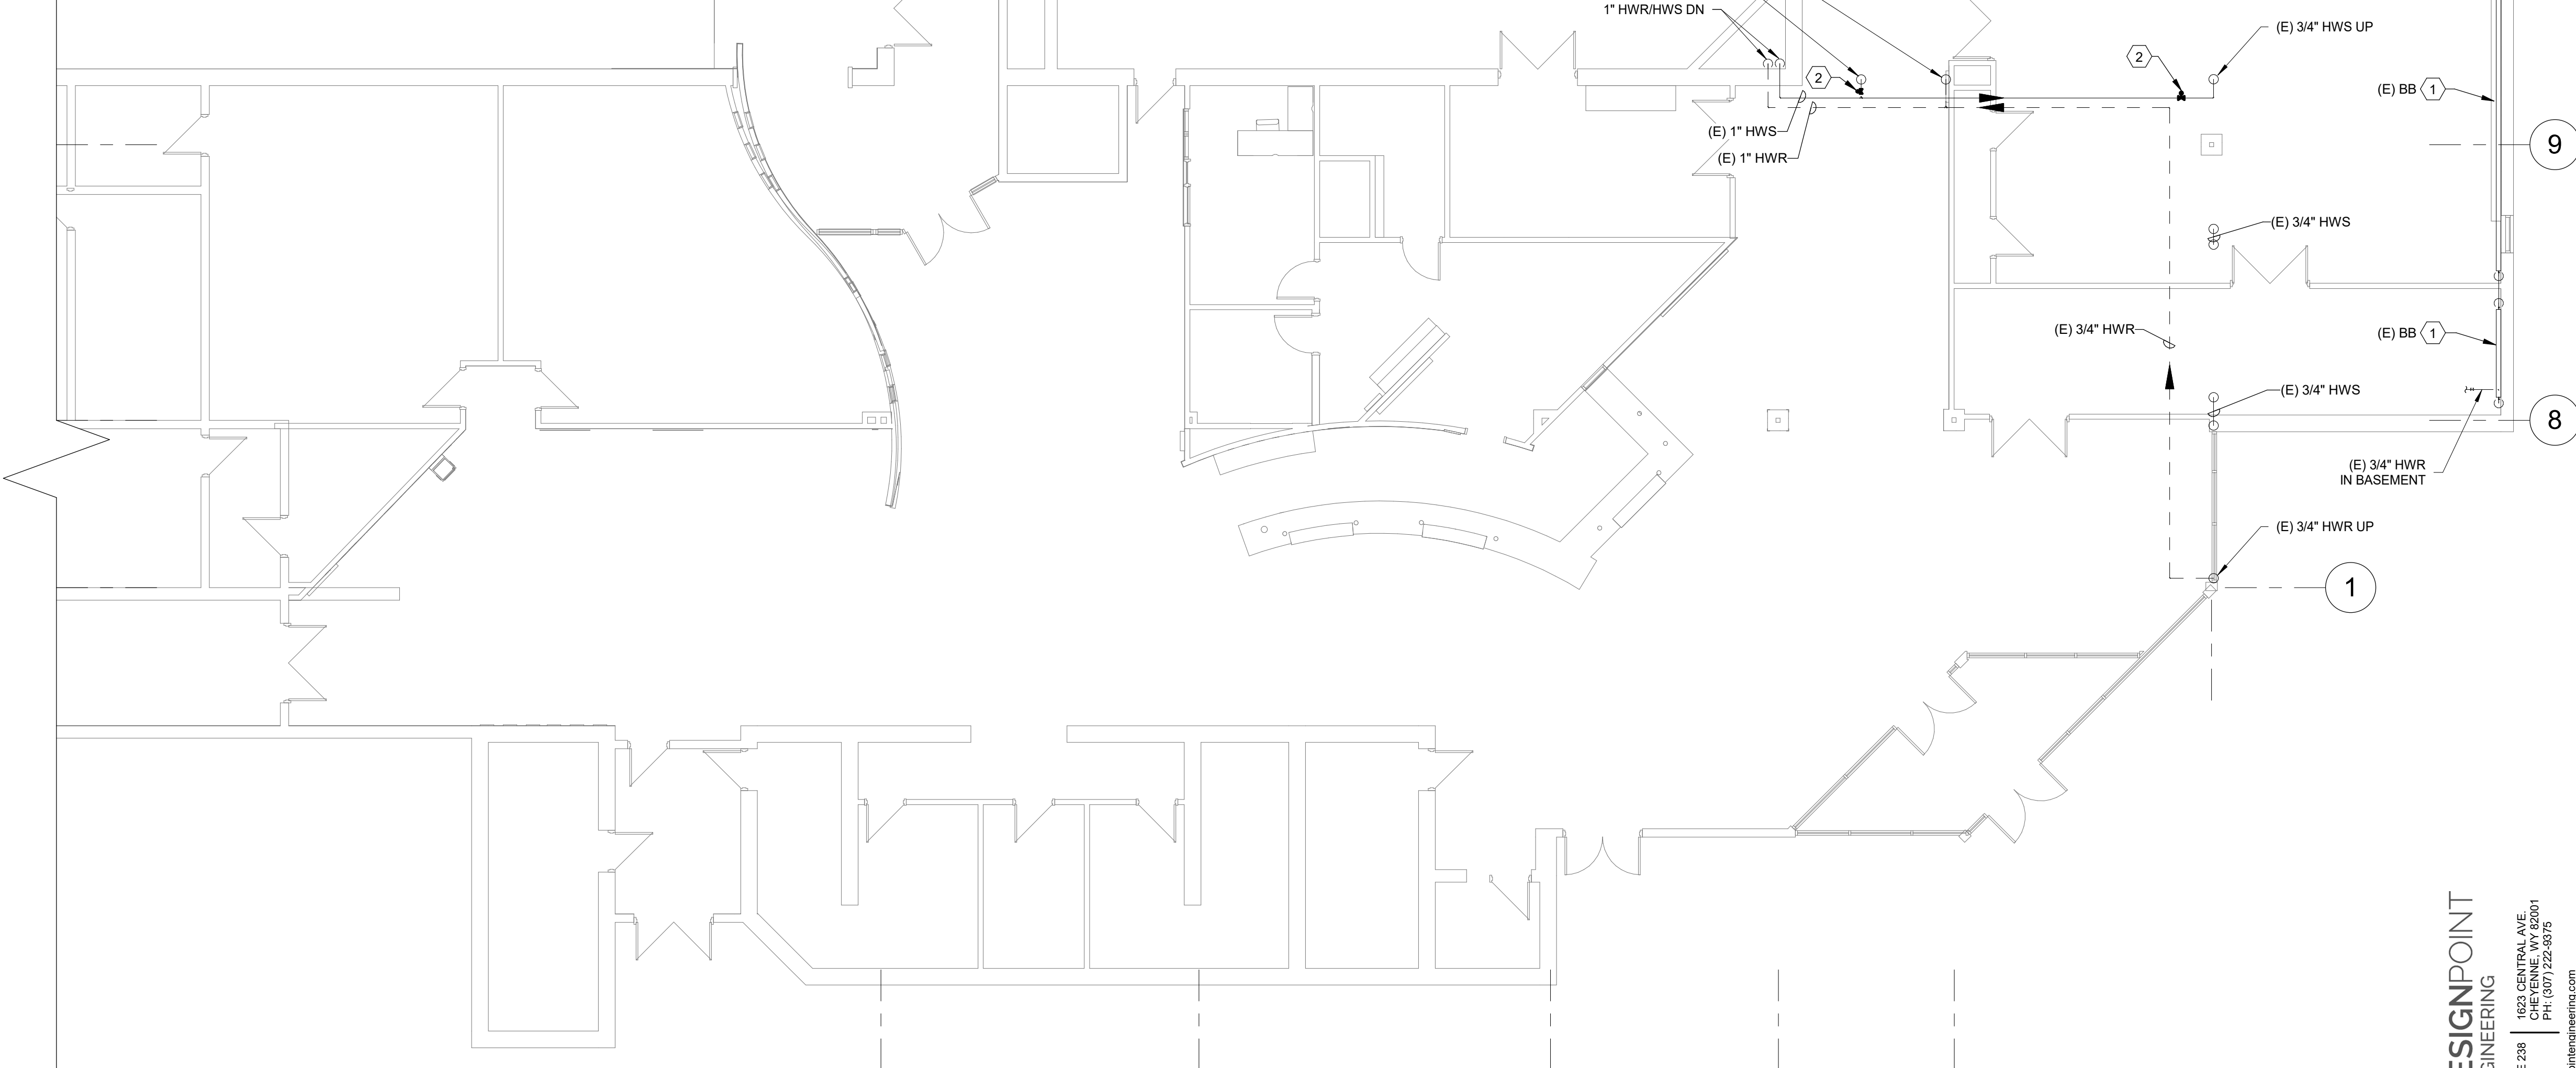 1" HWR/HWS DN
(E) 3/4" HWS UP
2
2
(E) BB 1
(E) 1" HWS
(E) 1" HWR
9
(E) 3/4" HWS
(E) 3/4" HWR
(E) BB 1
(E) 3/4" HWS
8
(E) 3/4" HWR
IN BASEMENT
(E) 3/4" HWR UP
1
ESIGNPOINT
GINEERING
E 238
1623 CENTRAL AVE.
CHEYENNE, WY 82001
PH: (307) 222-9375
ointengineering.com